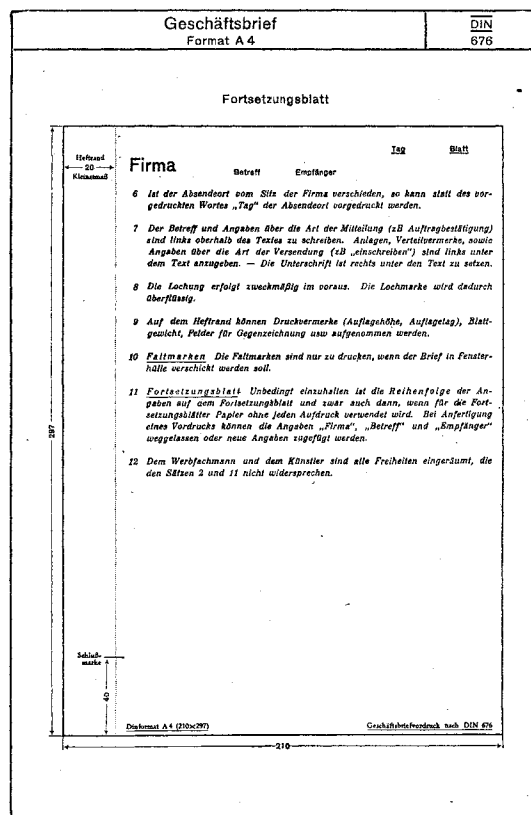 Geschäftsbrief
Format A 4
DIN
676
Fortsetzungsblatt
Heftrand
20
Kleinstmaß
Firma
Betreff
Empfänger
Tag
Blatt
6 Ist der Absendeort vom Sitz der Firma verschieden, so kann statt des vor-
gedruckten Wortes „Tag“ der Absendeort vorgedruckt werden.
7 Der Betreff und Angaben über die Art der Mitteilung (zB Auftragbestätigung)
sind links oberhalb des Textes zu schreiben. Anlagen, Verteilvermerke, sowie
Angaben über die Art der Versendung (zB „einschreiben“) sind links unter
dem Text anzugeben. — Die Unterschrift ist rechts unter den Text zu setzen.
8 Die Lochung erfolgt zweckmäßig im voraus. Die Lochmarke wird dadurch
überflüssig.
9 Auf dem Heftrand können Druckvermerke (Auflagehöhe, Auflagetag), Blatt-
gewicht, Felder für Gegenzeichnung usw aufgenommen werden.
10 Faltmarken Die Faltmarken sind nur zu drucken, wenn der Brief in Fenster-
hülle verschickt werden soll.
11 Fortsetzungsblatt Unbedingt einzuhalten ist die Reihenfolge der An-
gaben auf dem Fortsetzungsblatt und zwar auch dann, wenn für die Fort-
setzungsblätter Papier ohne jeden Aufdruck verwendet wird. Bei Anfertigung
eines Vordrucks können die Angaben „Firma“, „Betreff“ und „Empfänger“
weggelassen oder neue Angaben zugefügt werden.
12 Dem Werbfachmann und dem Künstler sind alle Freiheiten eingeräumt, die
den Sätzen 2 und 11 nicht widersprechen.
297
Schluß-
marke
40
Dinformat A 4 (210×297)
Geschäftsbriefvordruck nach DIN 676
210